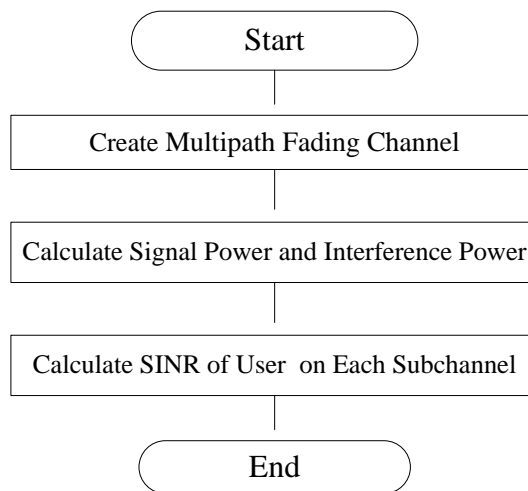 Start
Create Multipath Fading Channel
Calculate Signal Power and Interference Power
Calculate SINR of User on Each Subchannel
End